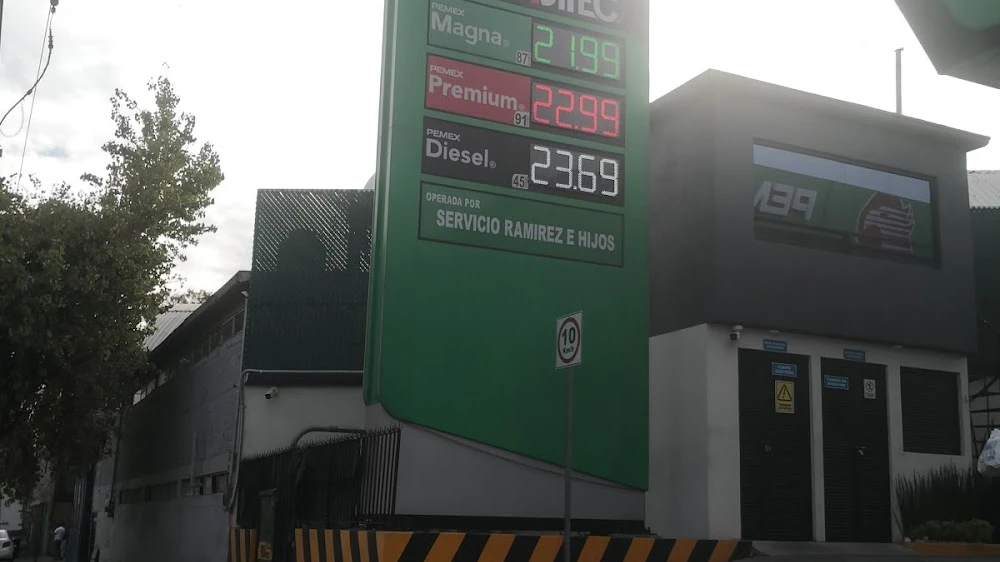 PEMEX
Magna®
87
21.99
PEMEX
Premium®
91
22.99
PEMEX
Diesel®
45
23.69
OPERADA POR
SERVICIO RAMIREZ E HIJOS
10
Km/h
PEM